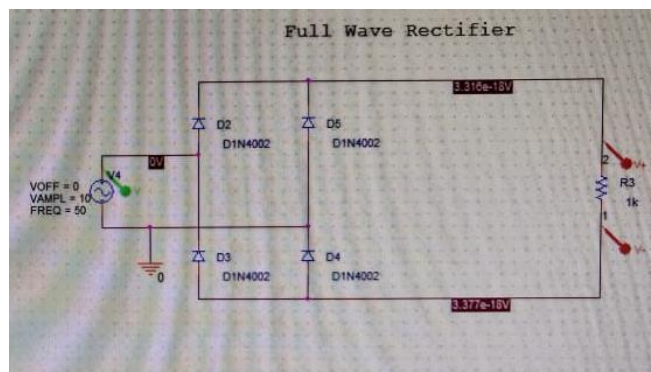 Full Wave Rectifier
3.316e-18V
D2
D1N4002
D5
D1N4002
0V
V4
VOFF = 0
VAMPL = 10
FREQ = 50
V+
2
R3
1k
1
V-
0
D3
D1N4002
D4
D1N4002
3.377e-18V